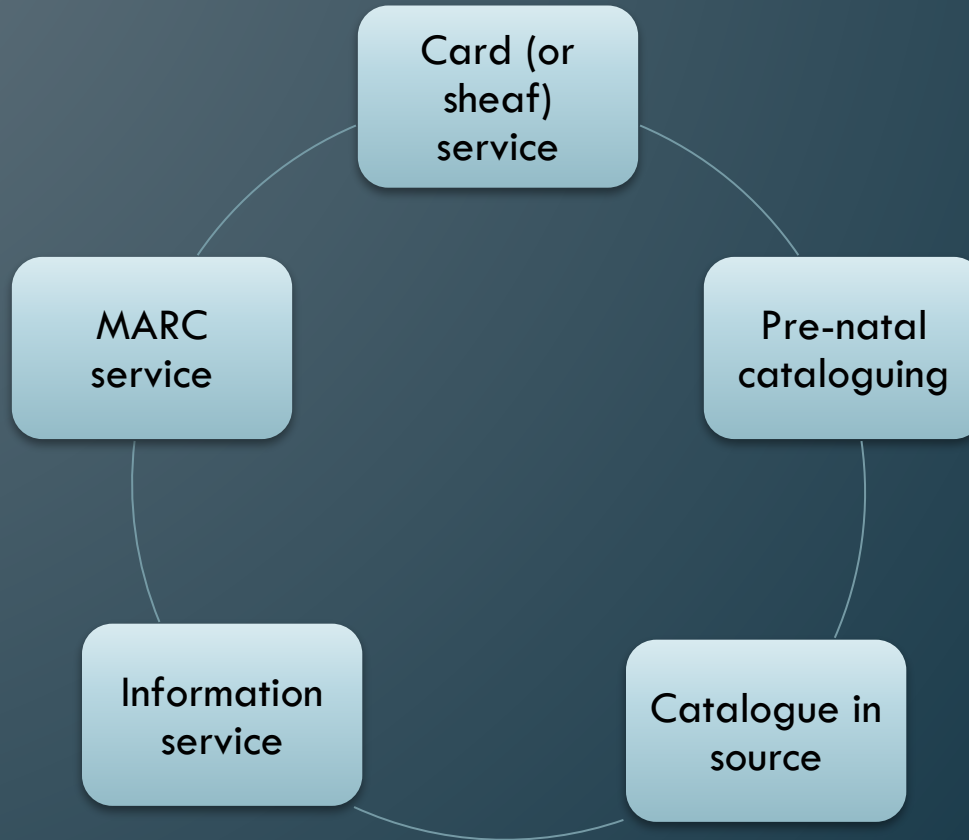 Card (or
sheaf)
service
MARC
service
Pre-natal
cataloguing
Information
service
Catalogue in
source